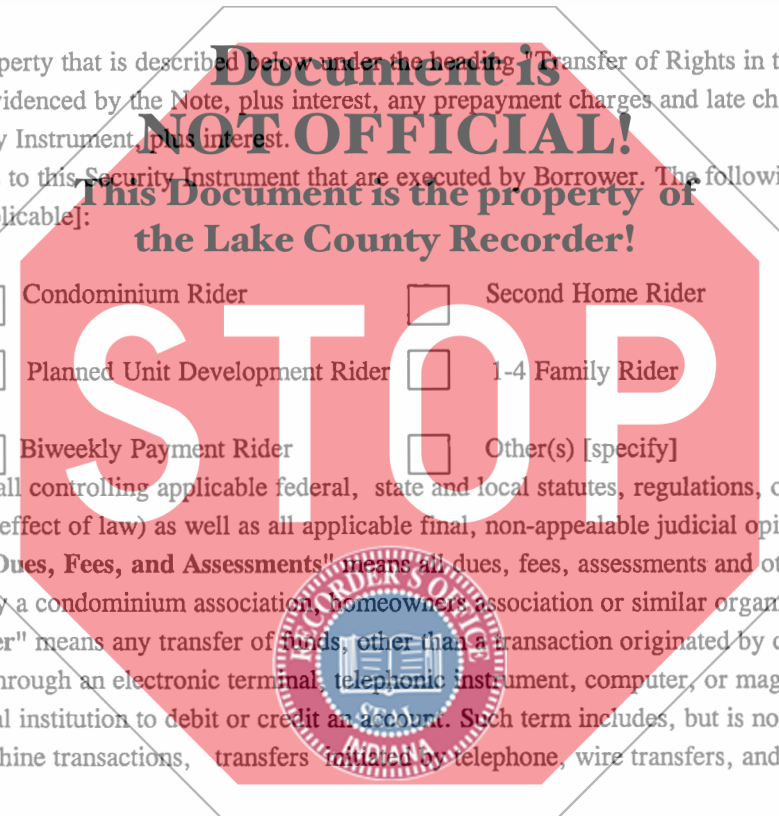 Document is
NOT OFFICIAL!
This Document is the property of
the Lake County Recorder!
STOP
RECORDER'S OFFICE
SEAL
INDIANA
perty that is described below under the heading "Transfer of Rights in t
videnced by the Note, plus interest, any prepayment charges and late ch
y Instrument, plus interest.
to this Security Instrument that are executed by Borrower. The followi
licable]:
Condominium Rider Second Home Rider
Planned Unit Development Rider 1-4 Family Rider
Biweekly Payment Rider Other(s) [specify]
all controlling applicable federal, state and local statutes, regulations, o
effect of law) as well as all applicable final, non-appealable judicial opi
Dues, Fees, and Assessments" means all dues, fees, assessments and ot
y a condominium association, homeowners association or similar organ
er" means any transfer of funds, other than a transaction originated by c
hrough an electronic terminal, telephonic instrument, computer, or mag
al institution to debit or credit an account. Such term includes, but is no
hine transactions, transfers initiated by telephone, wire transfers, and